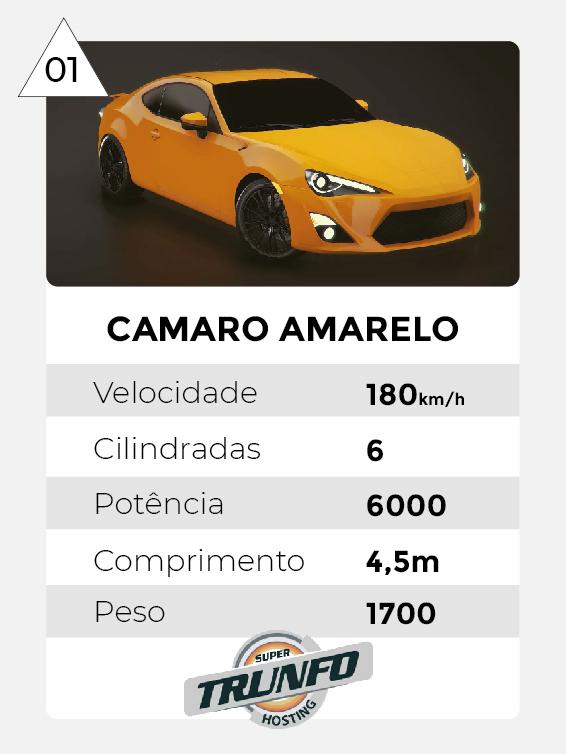 01
CAMARO AMARELO
Velocidade 180km/h
Cilindradas 6
Potência 6000
Comprimento 4,5m
Peso 1700
SUPER
TRUNFO
HOSTING